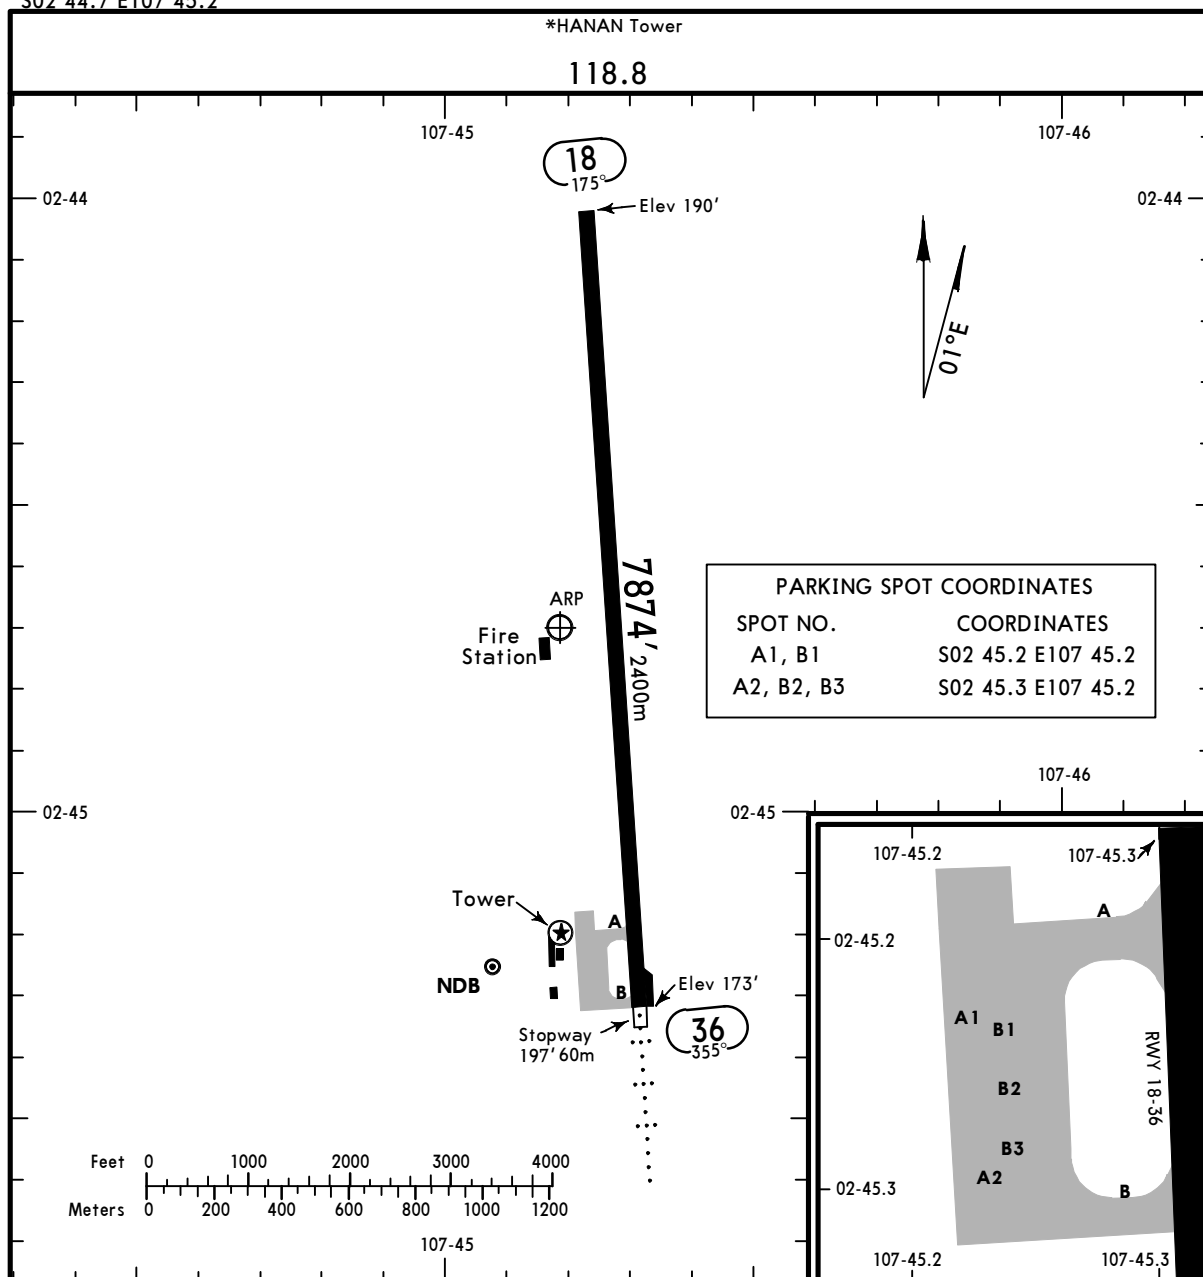 S02 44.7 E107 45.2
*HANAN Tower
118.8
107-45
107-46
18
175°
02-44
Elev 190'
02-44
01°E
7874'
2400m
ARP
Fire
Station
PARKING SPOT COORDINATES
SPOT NO. COORDINATES
A1, B1 S02 45.2 E107 45.2
A2, B2, B3 S02 45.3 E107 45.2
107-46
02-45
02-45
Tower
A
NDB
B
Elev 173'
36
355°
Stopway
197' 60m
Feet 0 1000 2000 3000 4000
Meters 0 200 400 600 800 1000 1200
107-45
107-45.2
107-45.3
A
02-45.2
A1
B1
RWY 18-36
B2
B3
A2
02-45.3
B
107-45.2
107-45.3